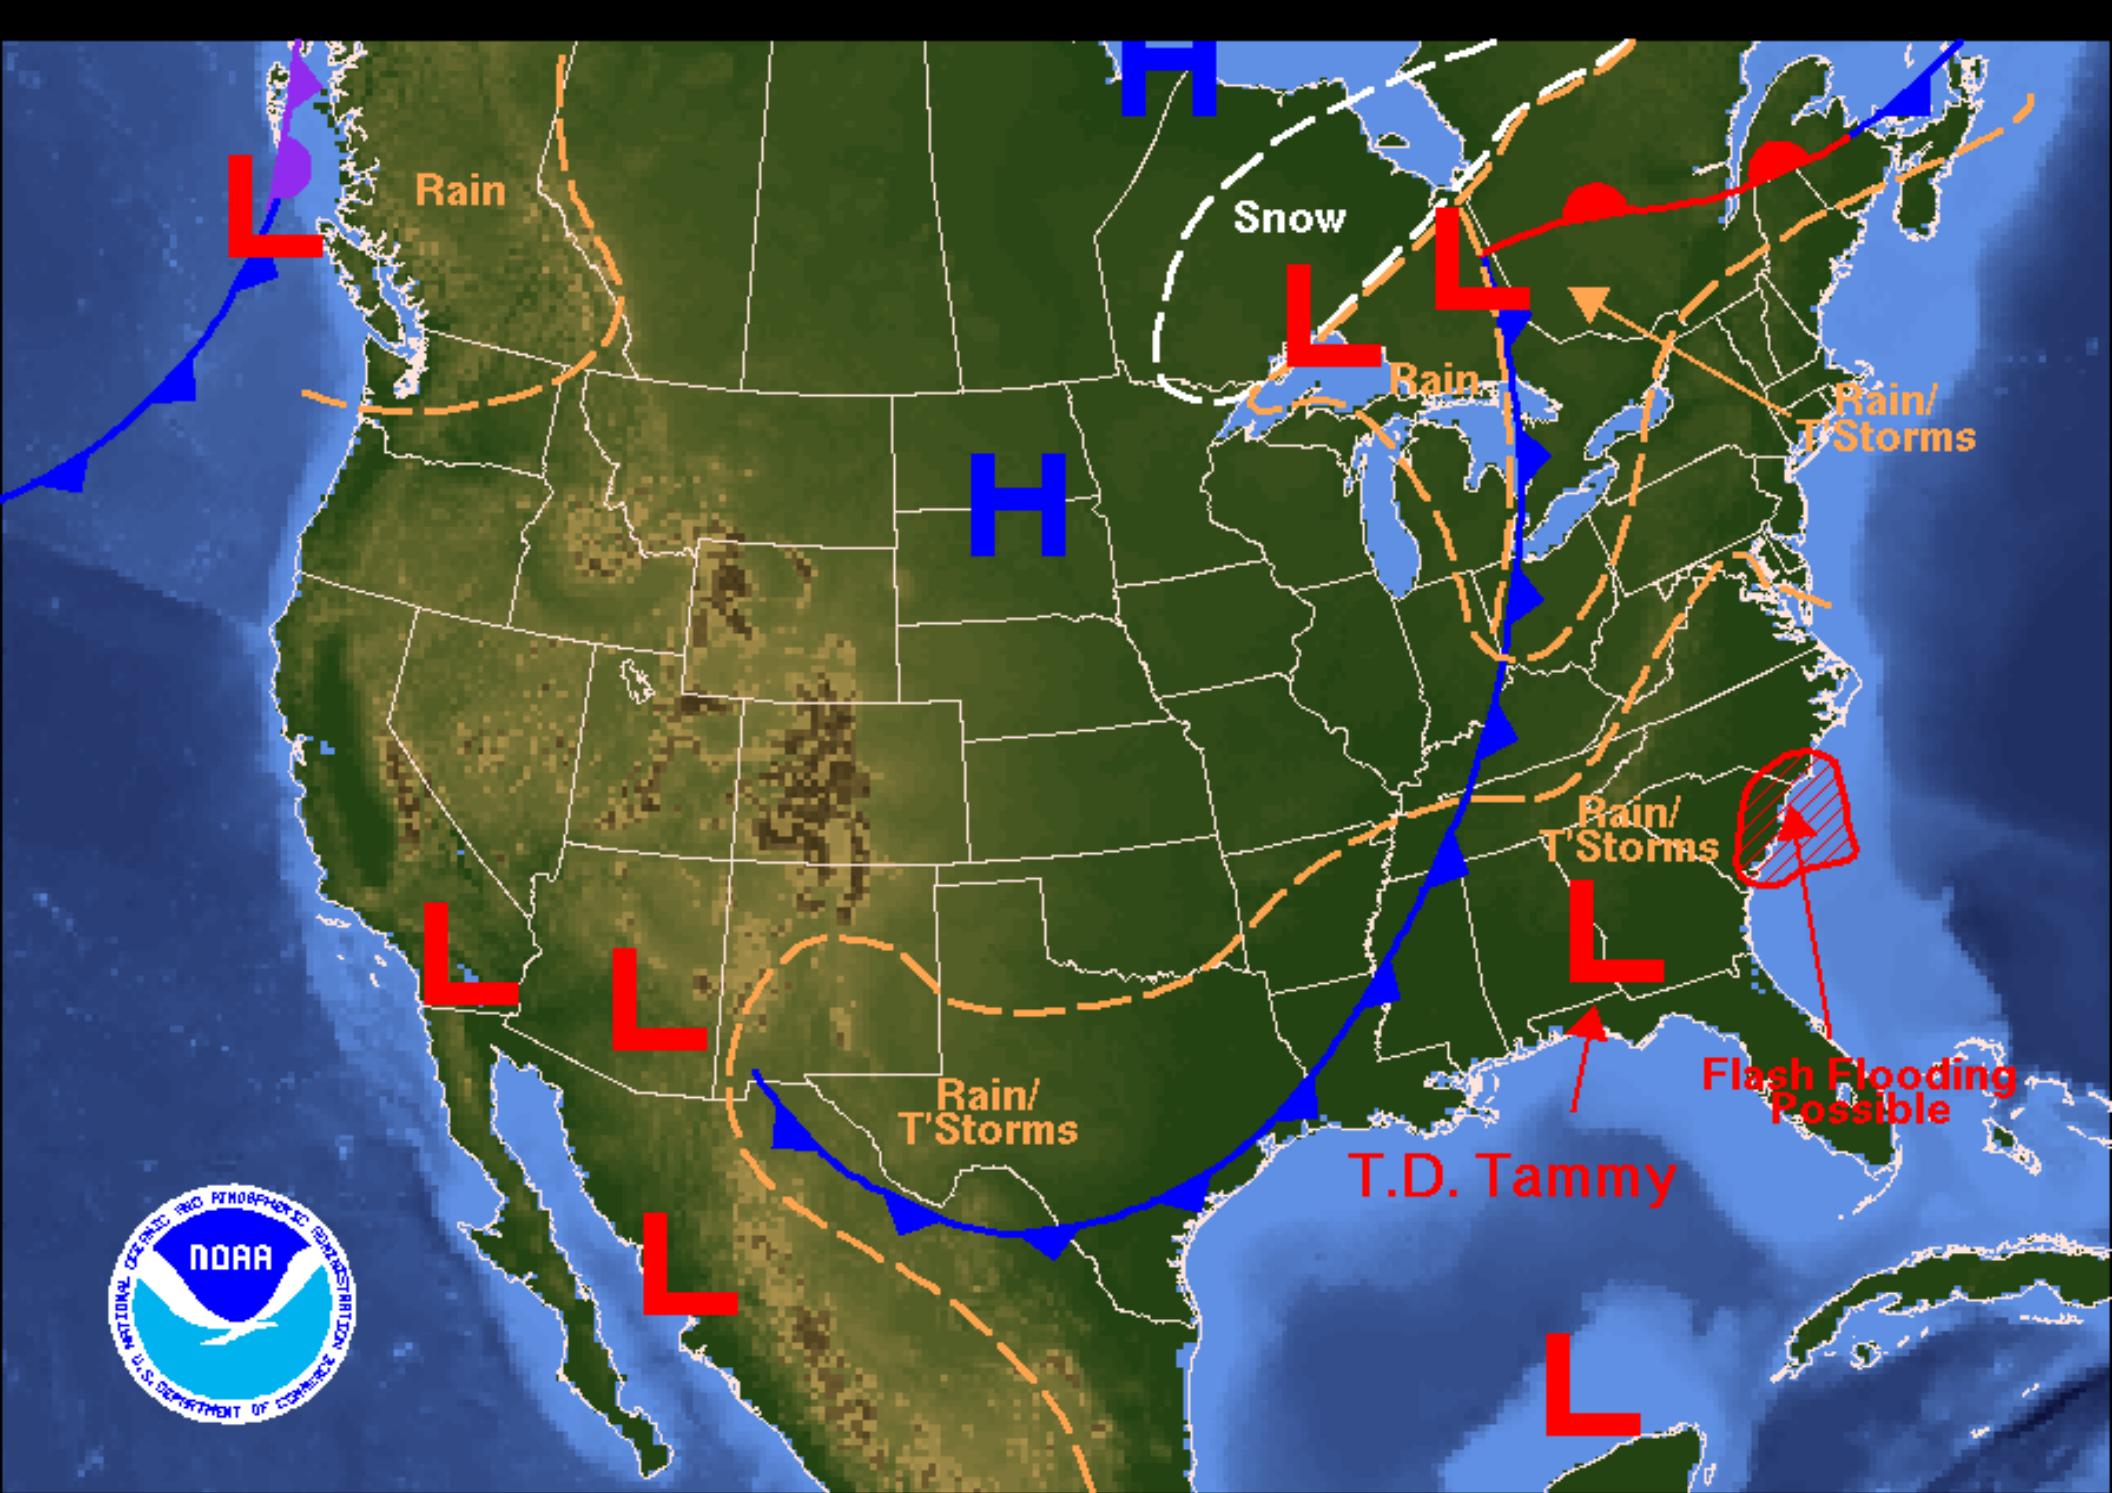 H
L
Rain
Snow
L
L
Rain
Rain/
T'Storms
H
Rain/
T'Storms
L
L
L
Rain/
T'Storms
Flash Flooding
Possible
T.D. Tammy
L
L
NOAA
NATIONAL OCEANIC AND ATMOSPHERIC ADMINISTRATION
U.S. DEPARTMENT OF COMMERCE